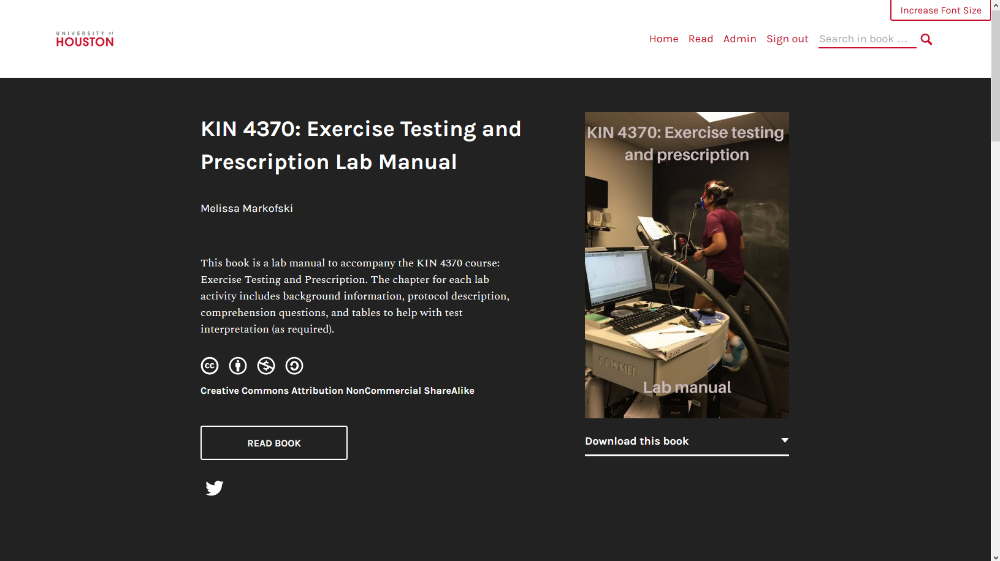 Increase Font Size
UNIVERSITY of
HOUSTON
Home Read Admin Sign out Search in book …
KIN 4370: Exercise Testing and
Prescription Lab Manual
Melissa Markofski
This book is a lab manual to accompany the KIN 4370 course:
Exercise Testing and Prescription. The chapter for each lab
activity includes background information, protocol description,
comprehension questions, and tables to help with test
interpretation (as required).
cc
Creative Commons Attribution NonCommercial ShareAlike
READ BOOK
KIN 4370: Exercise testing
and prescription
COSMED
Lab manual
Download this book